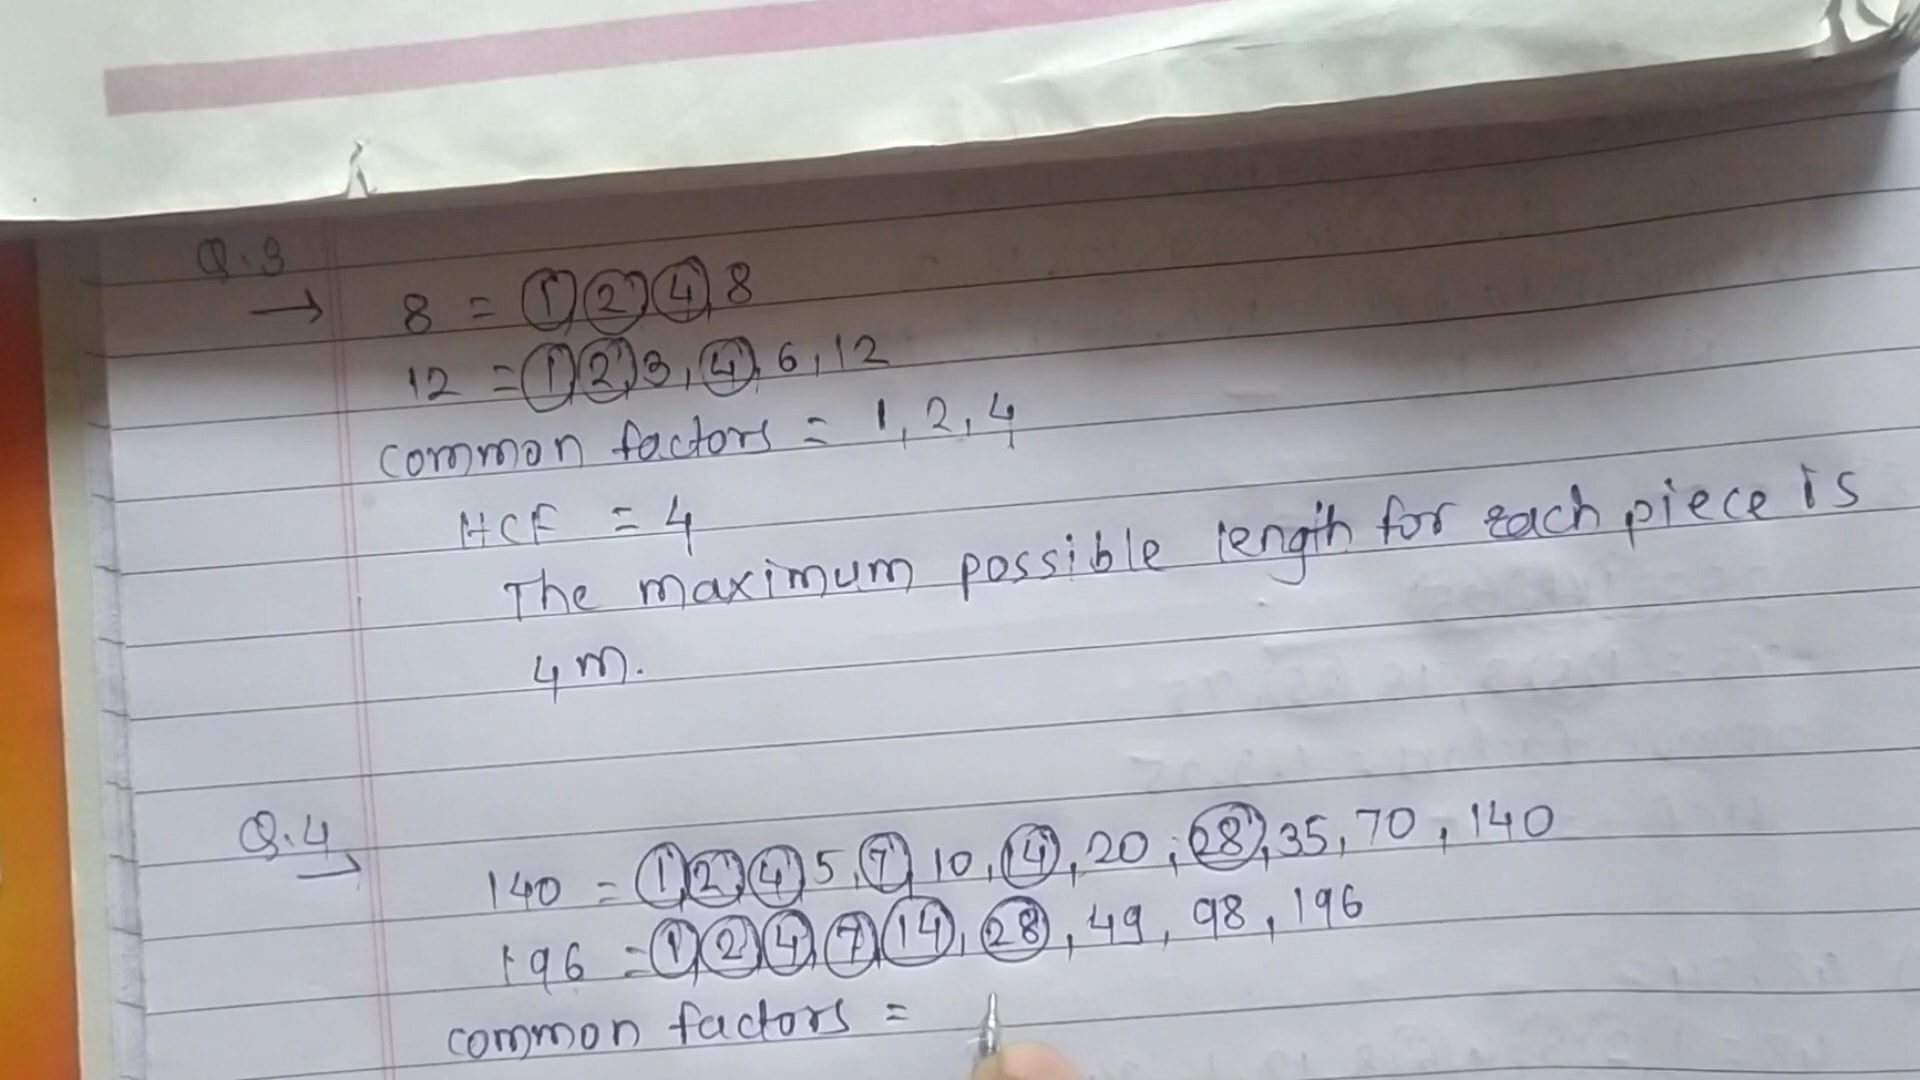 Q.3
→ 8 = 1 2 4, 8
12 = 1 2, 3, 4, 6, 12
common factors = 1, 2, 4
HCF = 4
The maximum possible length for each piece is
4 m.
Q.4
→ 140 = 1, 2, 4, 5, 7, 10, 14, 20, 28, 35, 70, 140
196 = 1, 2, 4, 7, 14, 28, 49, 98, 196
common factors =